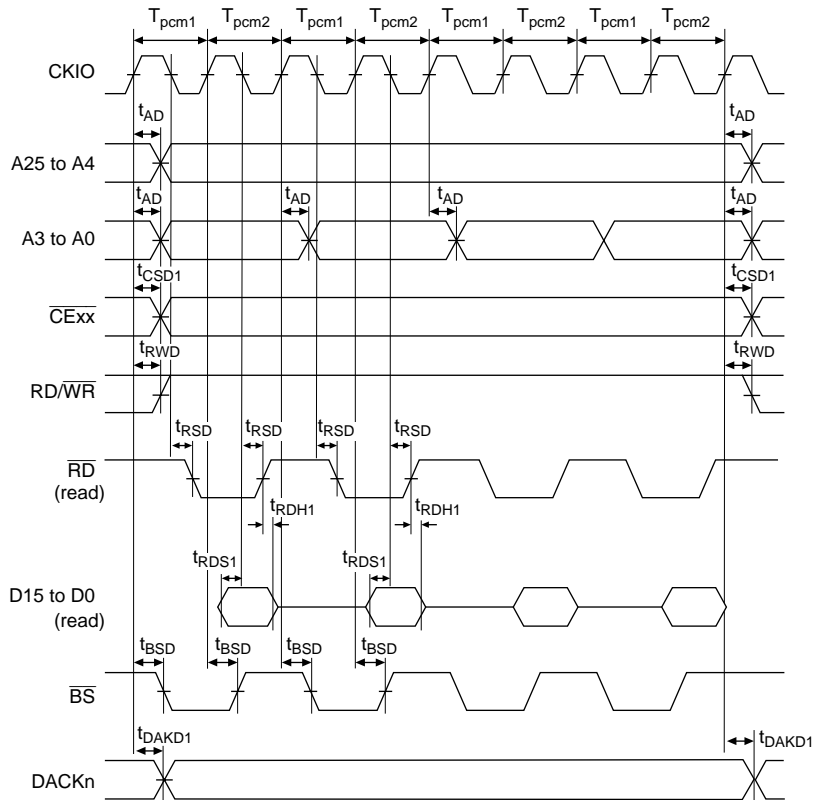 Tpcm1 Tpcm2 Tpcm1 Tpcm2 Tpcm1 Tpcm2 Tpcm1 Tpcm2
CKIO
tAD tAD
A25 to A4
tAD tAD tAD tAD
A3 to A0
tCSD1 tCSD1
CExx
tRWD tRWD
RD/WR
tRSD tRSD tRSD tRSD
RD
(read)
tRDH1 tRDH1
tRDS1 tRDS1
D15 to D0
(read)
tBSD tBSD tBSD tBSD
BS
tDAKD1 tDAKD1
DACKn